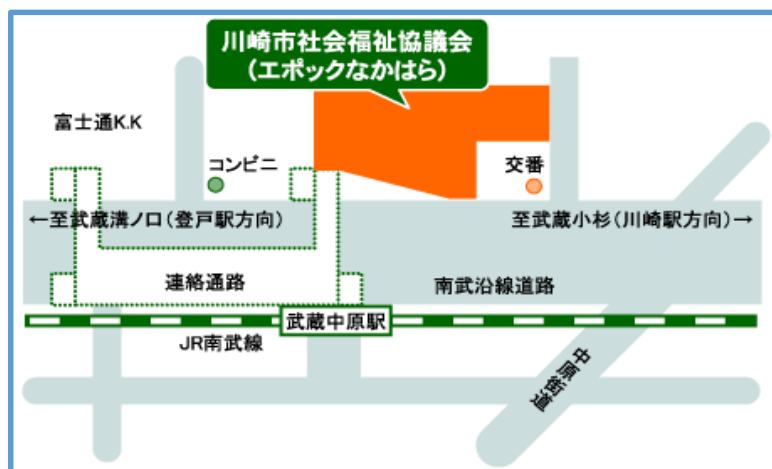 川崎市社会福祉協議会
(エポックなかはら)
富士通K.K
コンビニ
交番
←至武蔵溝ノ口(登戸駅方向)
至武蔵小杉(川崎駅方向)→
連絡通路
南武沿線道路
武蔵中原駅
JR南武線
中原街道